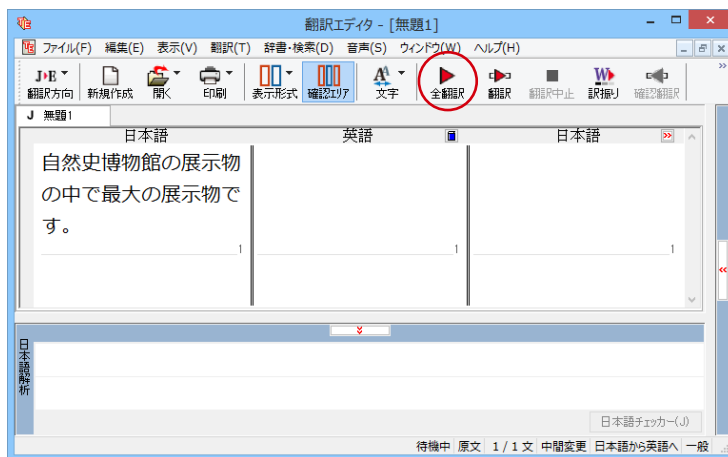 翻訳エディタ - [無題1]
ファイル(F) 編集(E) 表示(V) 翻訳(T) 辞書・検索(D) 音声(S) ウィンドウ(W) ヘルプ(H)
J▸E
翻訳方向 新規作成 開く 印刷 表示形式 確認エリア 文字 全翻訳 翻訳 翻訳中止 訳振り 確認翻訳
J 無題1
日本語 英語 日本語
自然史博物館の展示物
の中で最大の展示物で
す。
1 1 1
日本語解析
日本語チェッカー(J)
待機中 原文 1 / 1 文 中間変更 日本語から英語へ 一般